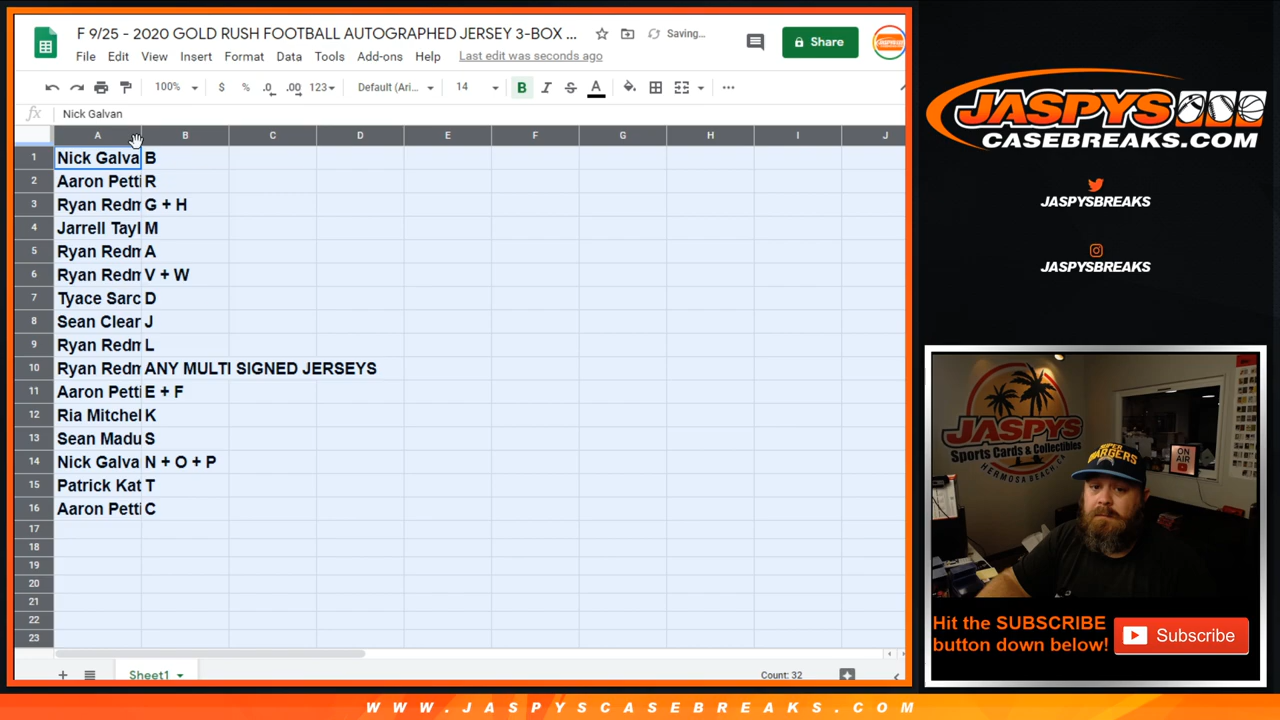 F 9/25 - 2020 GOLD RUSH FOOTBALL AUTOGRAPHED JERSEY 3-BOX ...
Saving...
Share
File Edit View Insert Format Data Tools Add-ons Help Last edit was seconds ago
100% $ % .0 .00 123 Default (Ari... 14 B I S A
fx Nick Galvan
A B C D E F G H I J
1 Nick Galva B
2 Aaron Petti R
3 Ryan Redm G + H
4 Jarrell Tayl M
5 Ryan Redm A
6 Ryan Redm V + W
7 Tyace Sarc D
8 Sean Clear J
9 Ryan Redm L
10 Ryan Redm ANY MULTI SIGNED JERSEYS
11 Aaron Petti E + F
12 Ria Mitchel K
13 Sean Madu S
14 Nick Galva N + O + P
15 Patrick Kat T
16 Aaron Petti C
17
18
19
20
21
22
23
Sheet1
Count: 32
JASPYS
CASEBREAKS.COM
JASPYSBREAKS
JASPYSBREAKS
JASPYS
Sports Cards & Collectibles
HERMOSA BEACH, CA
ON AIR
CHARGERS
Hit the SUBSCRIBE
button down below!
Subscribe
WWW.JASPYSCASEBREAKS.COM